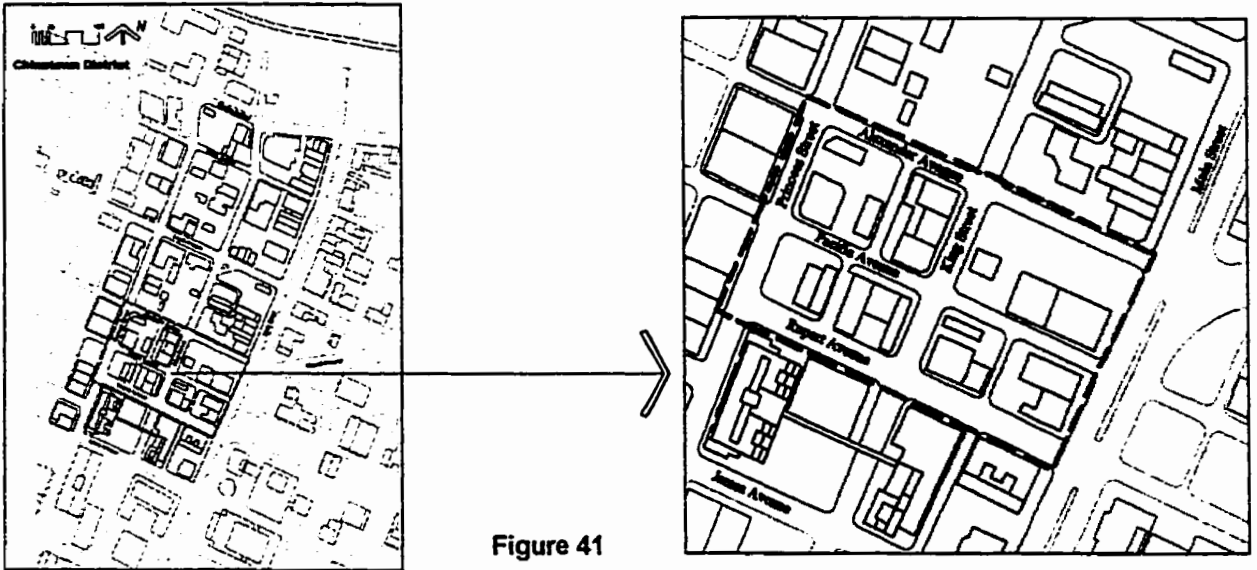 N
Chinatown District
Alexander Avenue
Princess Street
Main Street
King Street
Pacific Avenue
Rupert Avenue
James Avenue
Figure 41